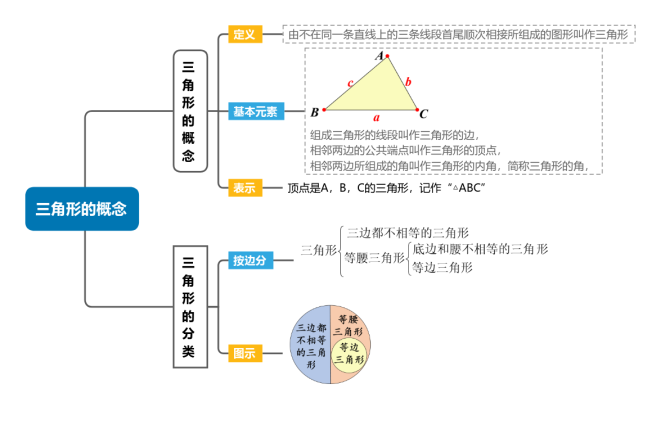 定义
由不在同一条直线上的三条线段首尾顺次相接所组成的图形叫作三角形
三角形的概念
基本元素
A
c
b
B
a
C
组成三角形的线段叫作三角形的边,
相邻两边的公共端点叫作三角形的顶点,
相邻两边所组成的角叫作三角形的内角，简称三角形的角,
表示
顶点是A，B，C的三角形，记作“△ABC”
三角形的概念
三角形的分类
按边分
三角形
三边都不相等的三角形
等腰三角形
底边和腰不相等的三角形
等边三角形
图示
三边都
不相等
的三角
形
等腰
三角形
等边
三角形